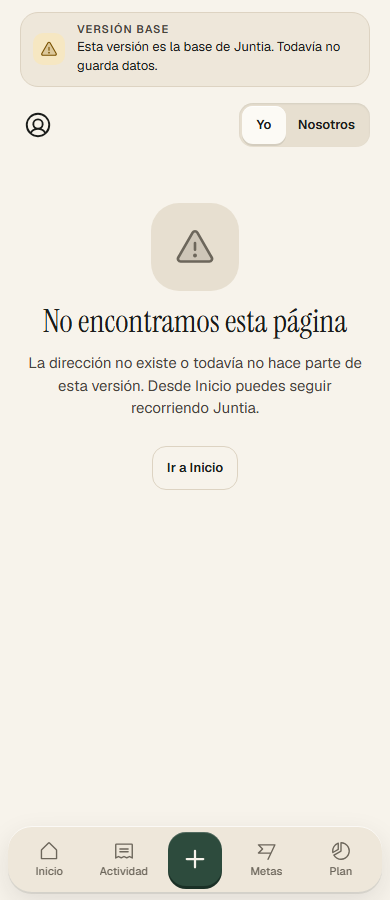 VERSIÓN BASE
Esta versión es la base de Juntia. Todavía no
guarda datos.
Yo
Nosotros
No encontramos esta página
La dirección no existe o todavía no hace parte de
esta versión. Desde Inicio puedes seguir
recorriendo Juntia.
Ir a Inicio
Inicio
Actividad
Metas
Plan